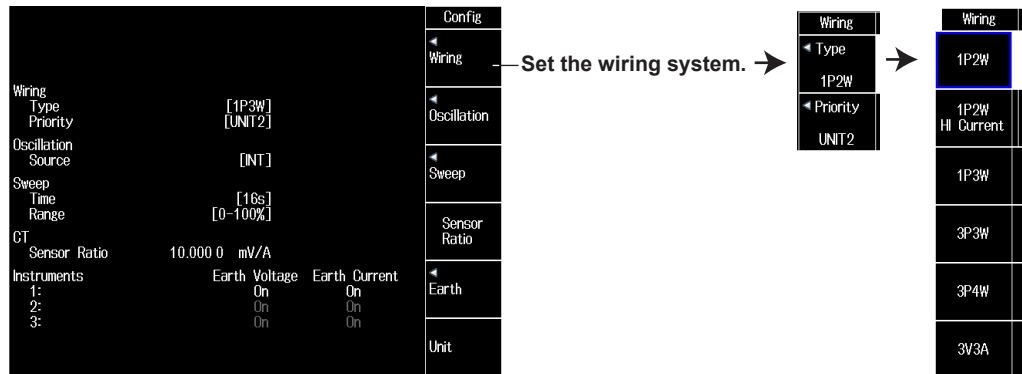 Config
Wiring
Oscillation
Sweep
Sensor
Ratio
Earth
Unit
Wiring
Type [1P3W]
Priority [UNIT2]
Oscillation
Source [INT]
Sweep
Time [16s]
Range [0-100%]
CT
Sensor Ratio 10.000 0 mV/A
Instruments Earth Voltage Earth Current
1: On On
2: On On
3: On On
Set the wiring system.
Wiring
Type
1P2W
Priority
UNIT2
Wiring
1P2W
1P2W
HI Current
1P3W
3P3W
3P4W
3V3A